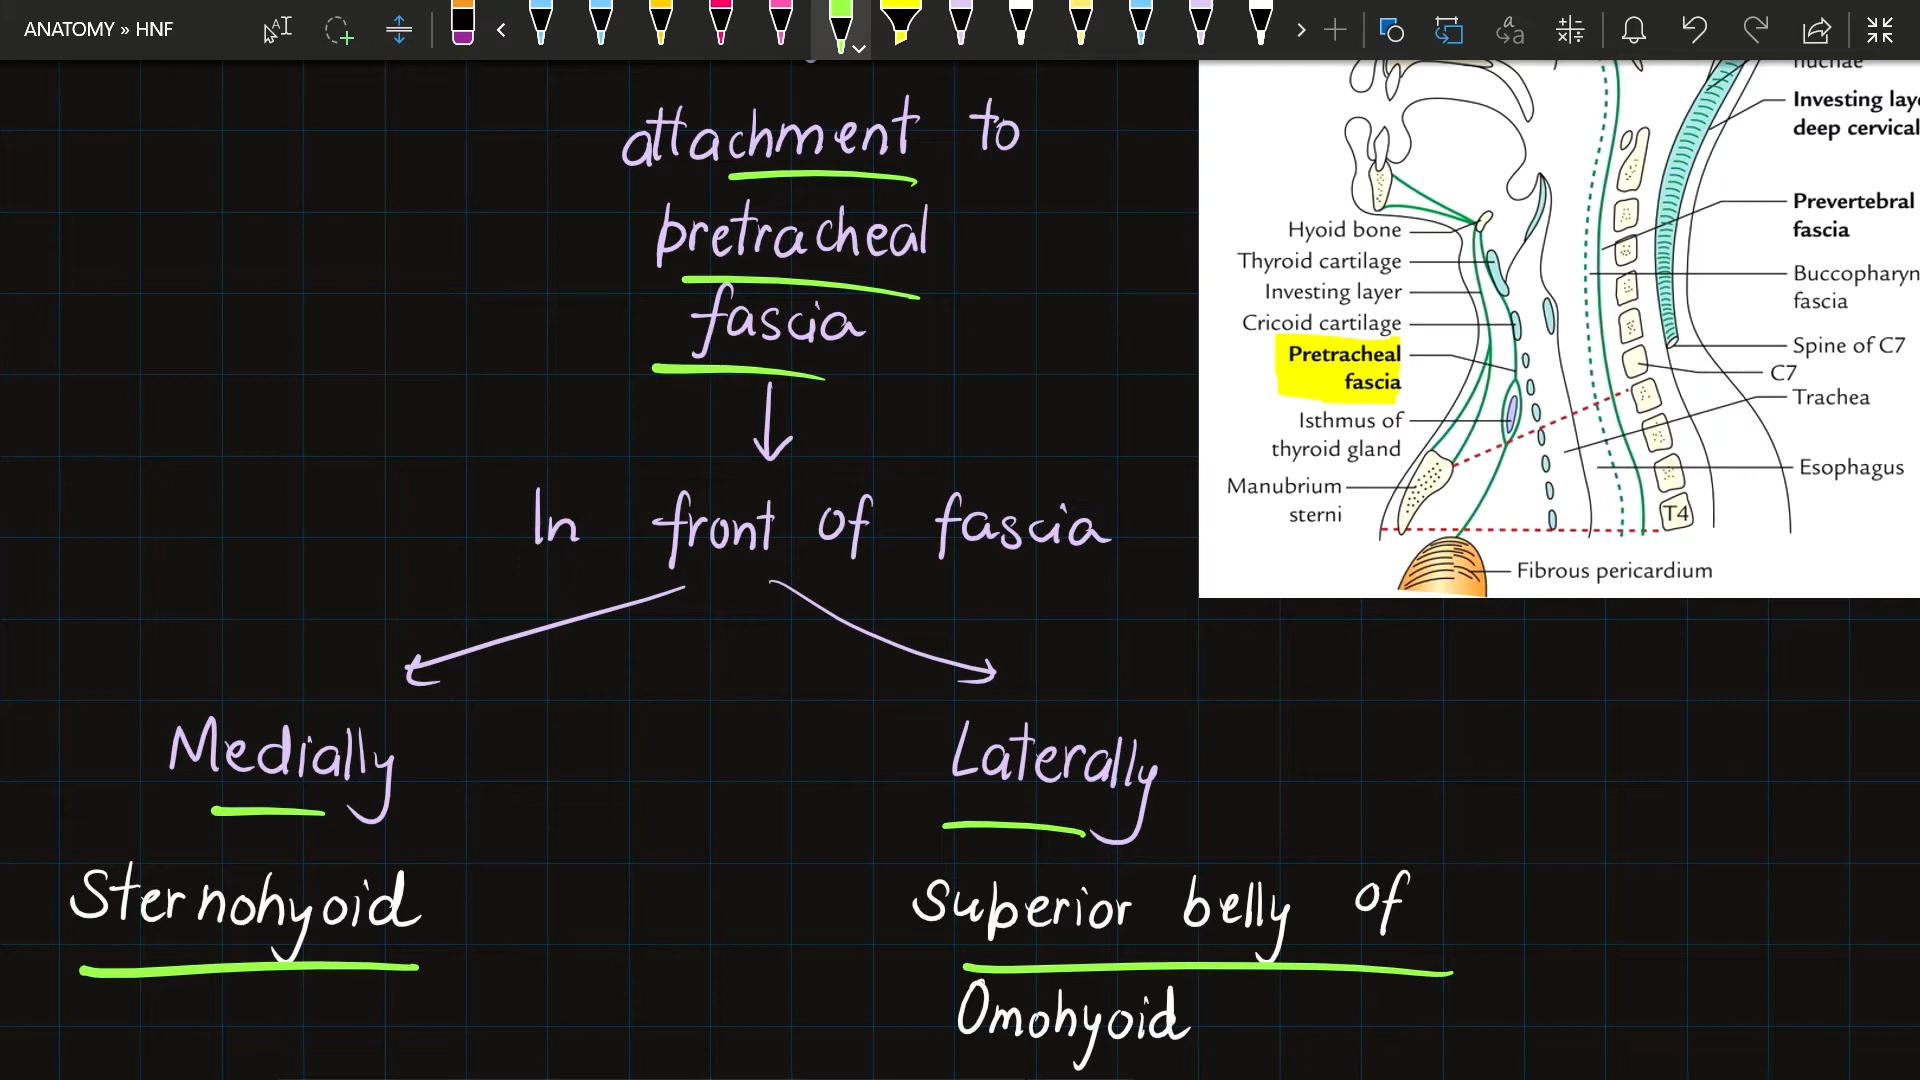 ANATOMY » HNF
attachment to
pretracheal
fascia
In front of fascia
Medially
Laterally
Sternohyoid
Superior belly of
Omohyoid
nuchae
Investing lay
deep cervical
Prevertebral
fascia
Buccopharyn
fascia
Spine of C7
C7
Trachea
Esophagus
T4
Hyoid bone
Thyroid cartilage
Investing layer
Cricoid cartilage
Pretracheal
fascia
Isthmus of
thyroid gland
Manubrium
sterni
Fibrous pericardium